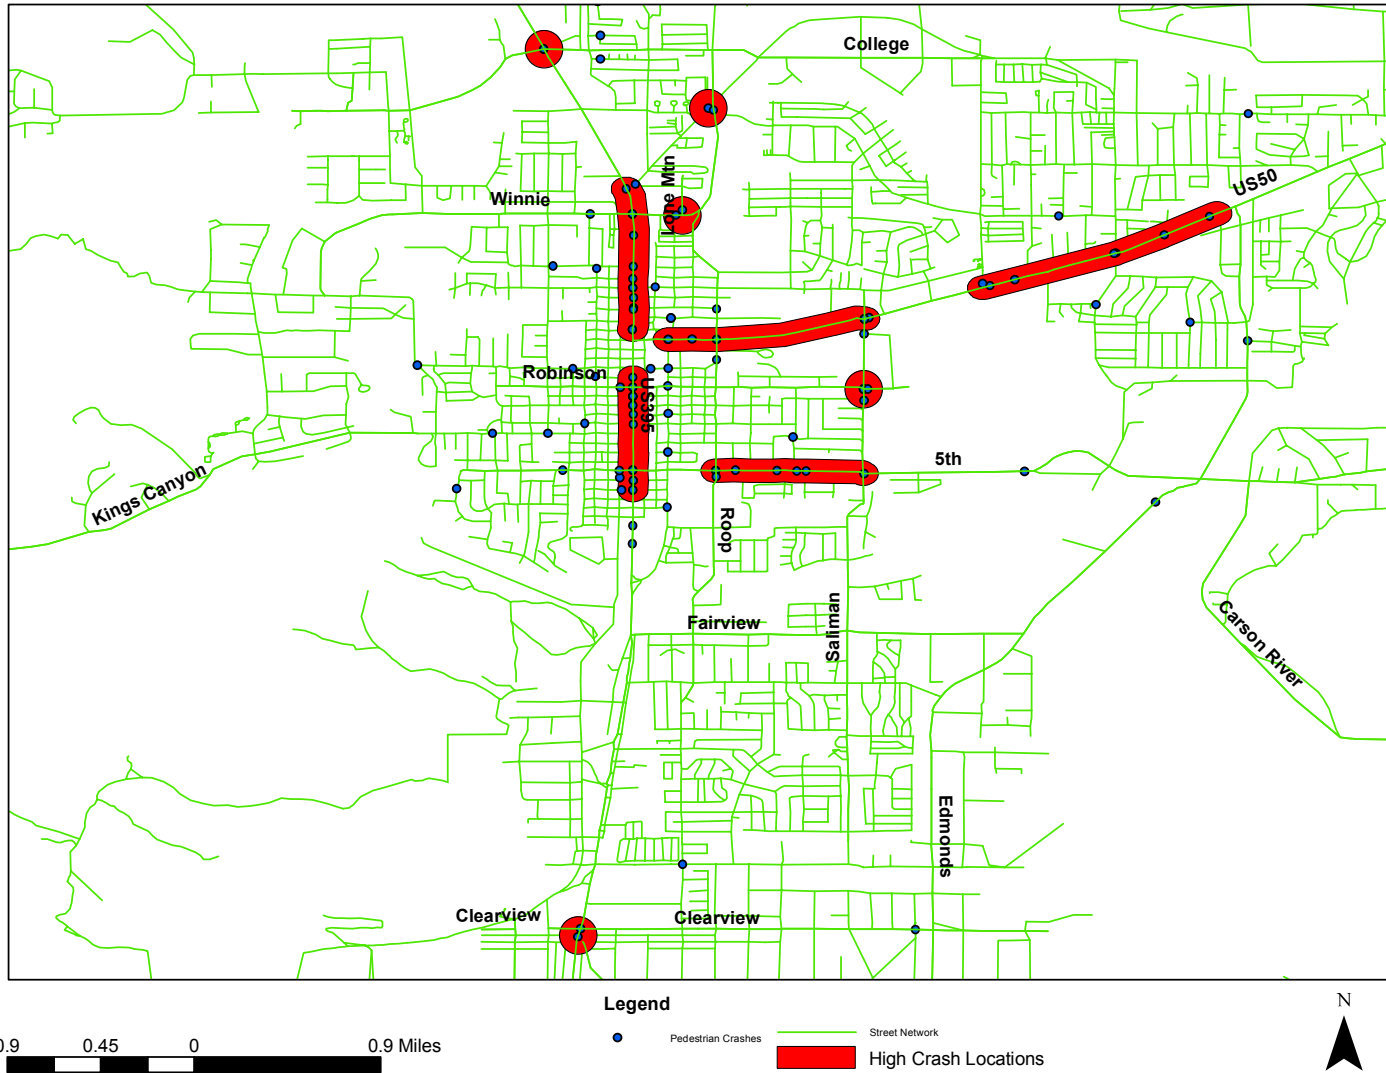 College
Lone Mtn
US50
Winnie
Robinson
US395
5th
Kings Canyon
Roop
Saliman
Fairview
Carson River
Edmonds
Clearview
Clearview
Legend
N
Pedestrian Crashes
Street Network
0.9 0.45 0 0.9 Miles
High Crash Locations